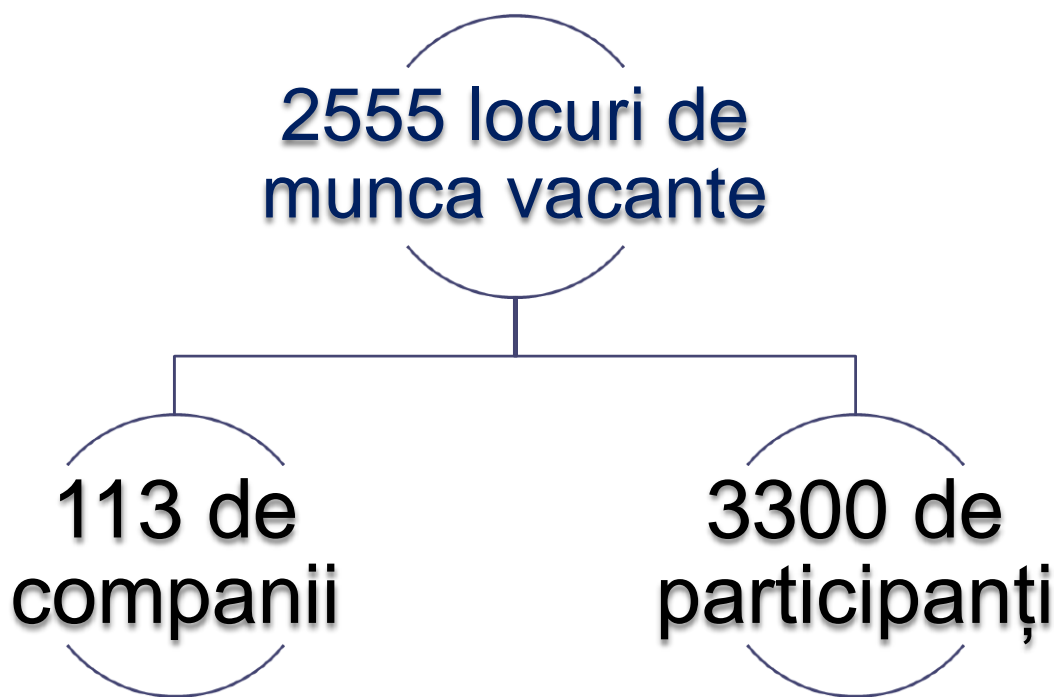 2555 locuri de
munca vacante
113 de
companii
3300 de
participanți